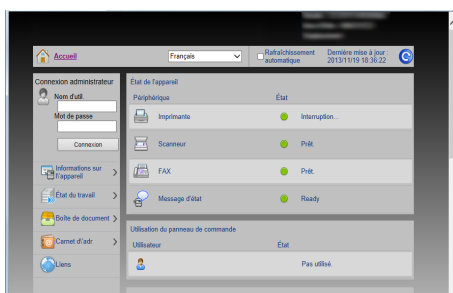 Accueil
Français
Rafraîchissement automatique
Dernière mise à jour : 2013/11/19 18:36:22
Connexion administrateur
Nom d'util.
Mot de passe
Connexion
Informations sur l'appareil
État du travail
Boîte de document
Carnet d'adr
Liens
État de l'appareil
Périphérique
État
Imprimante
Interruption...
Scanneur
Prêt
FAX
Prêt
Message d'état
Ready
Utilisation du panneau de commande
Utilisateur
État
Pas utilisé